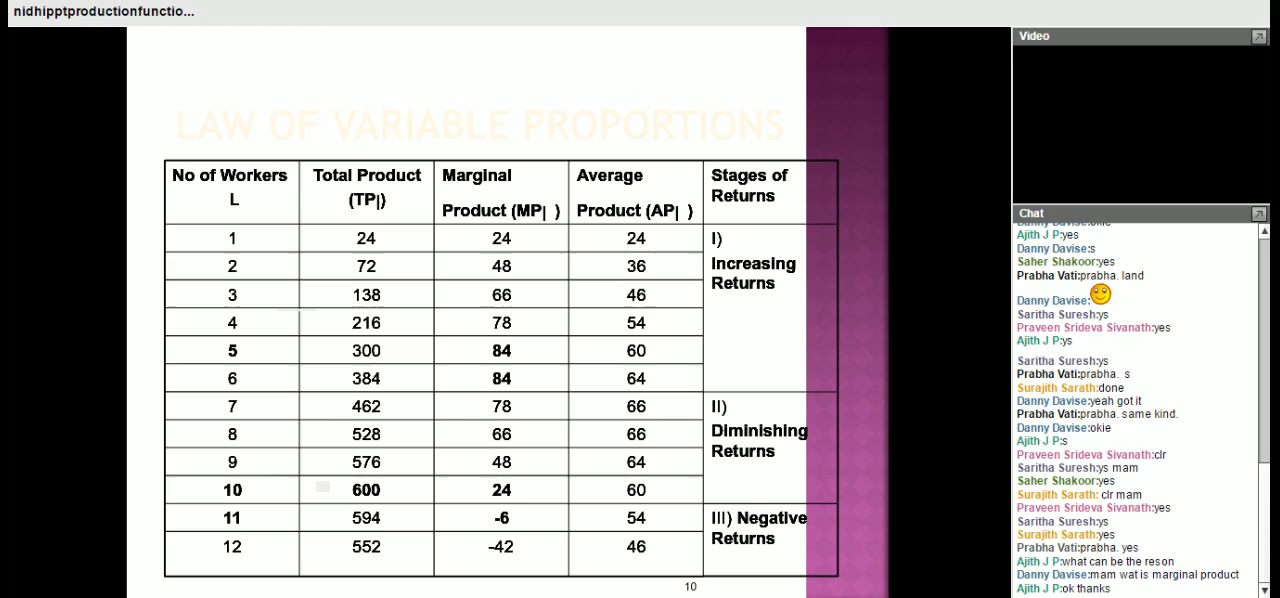 nidhipptproductionfunctio...
LAW OF VARIABLE PROPORTIONS
No of Workers L Total Product (TPl) Marginal Product (MPl ) Average Product (APl ) Stages of Returns
1 24 24 24 I)
2 72 48 36 Increasing
3 138 66 46 Returns
4 216 78 54
5 300 84 60
6 384 84 64
7 462 78 66 II)
8 528 66 66 Diminishing
9 576 48 64 Returns
10 600 24 60
11 594 -6 54 III) Negative
12 552 -42 46 Returns
10
Video
Chat
Danny Davise:okie
Ajith J P:yes
Danny Davise:s
Saher Shakoor:yes
Prabha Vati:prabha. land
Danny Davise:
Saritha Suresh:ys
Praveen Srideva Sivanath:yes
Ajith J P:ys
Saritha Suresh:ys
Prabha Vati:prabha. s
Surajith Sarath:done
Danny Davise:yeah got it
Prabha Vati:prabha. same kind.
Danny Davise:okie
Ajith J P:s
Praveen Srideva Sivanath:clr
Saritha Suresh:ys mam
Saher Shakoor:yes
Surajith Sarath: clr mam
Praveen Srideva Sivanath:yes
Saritha Suresh:ys
Surajith Sarath:yes
Prabha Vati:prabha. yes
Ajith J P:what can be the reson
Danny Davise:mam wat is marginal product
Ajith J P:ok thanks